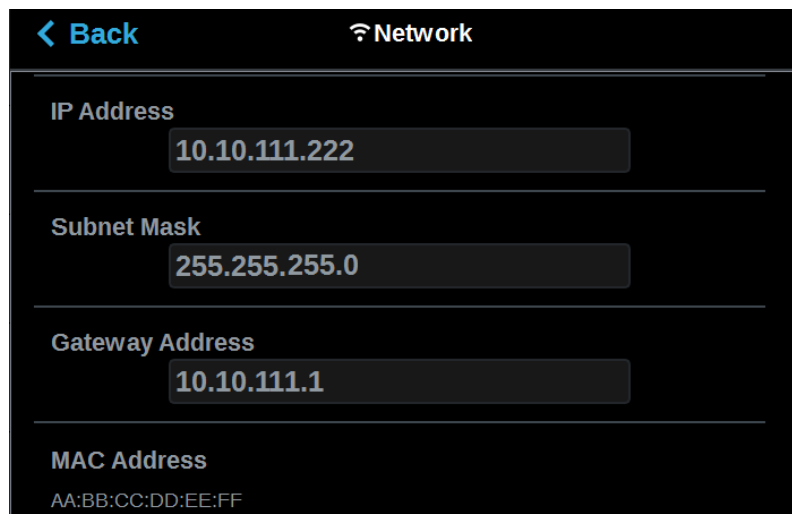 Back
Network
IP Address
10.10.111.222
Subnet Mask
255.255.255.0
Gateway Address
10.10.111.1
MAC Address
AA:BB:CC:DD:EE:FF